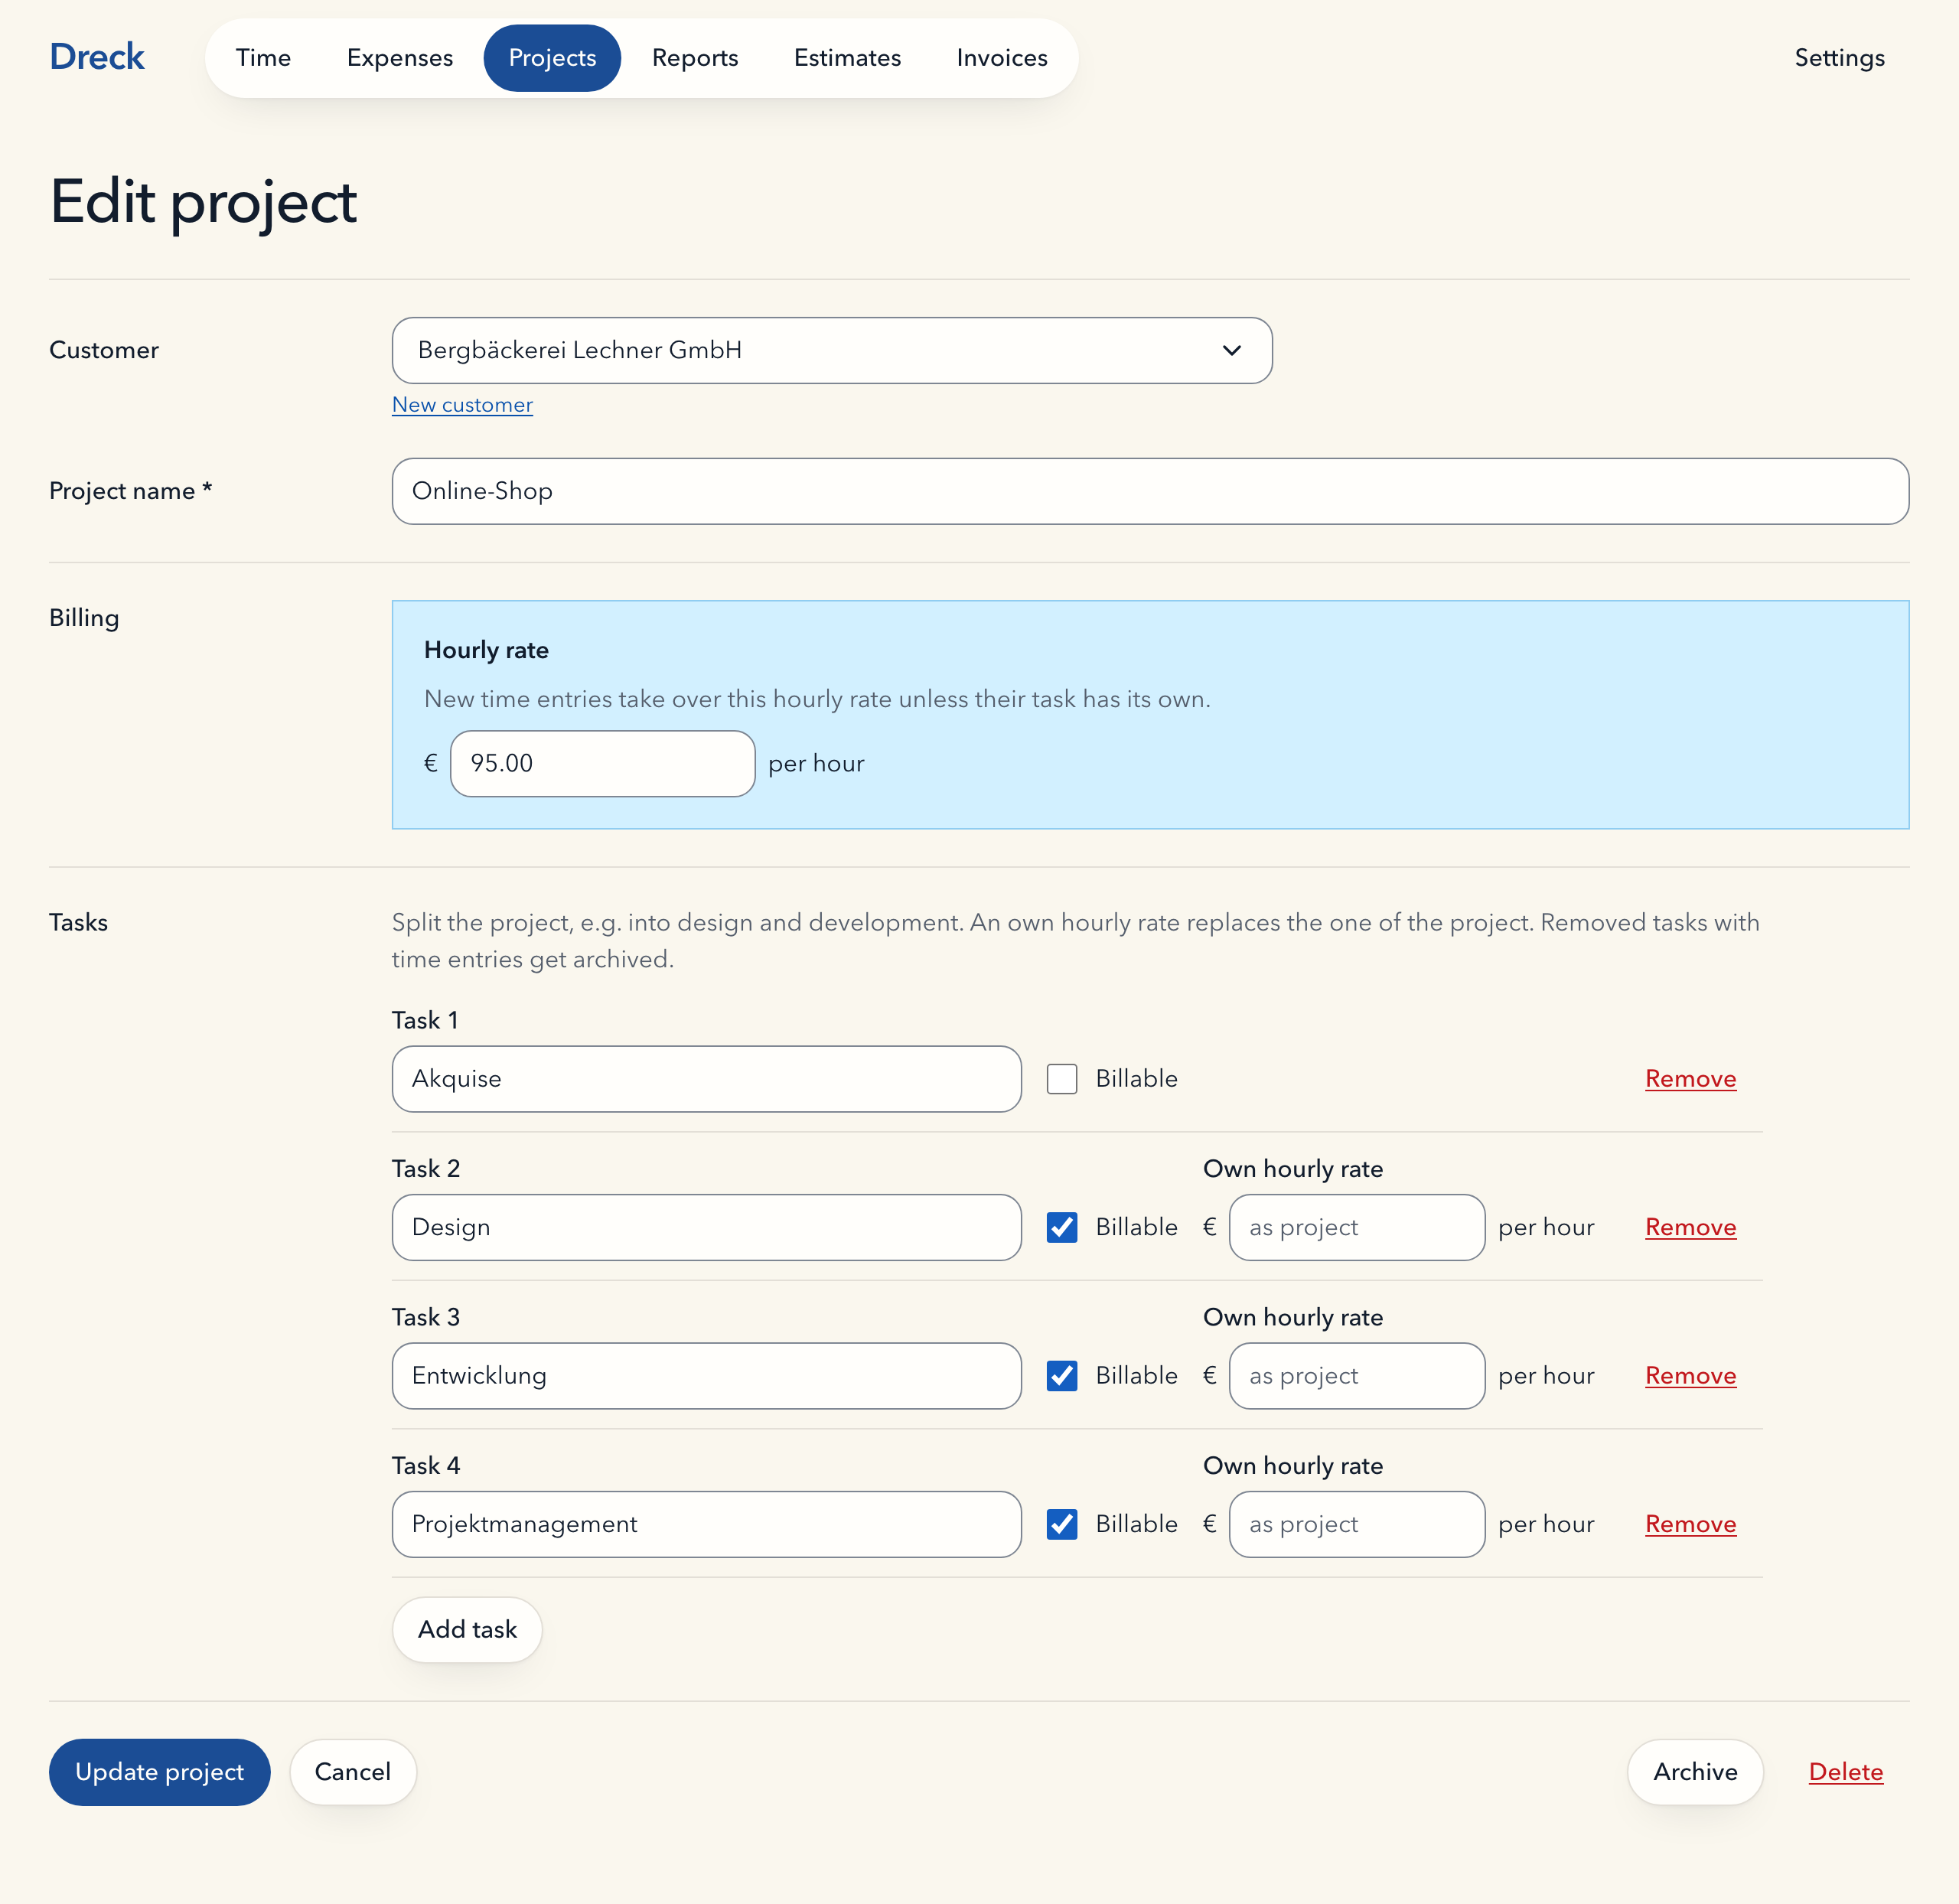 Dreck
Time Expenses Projects Reports Estimates Invoices
Settings
Edit project
Customer
Bergbäckerei Lechner GmbH
New customer
Project name *
Online-Shop
Billing
Hourly rate
New time entries take over this hourly rate unless their task has its own.
€ 95.00 per hour
Tasks
Split the project, e.g. into design and development. An own hourly rate replaces the one of the project. Removed tasks with
time entries get archived.
Task 1
Akquise Billable Remove
Task 2 Own hourly rate
Design Billable € as project per hour Remove
Task 3 Own hourly rate
Entwicklung Billable € as project per hour Remove
Task 4 Own hourly rate
Projektmanagement Billable € as project per hour Remove
Add task
Update project Cancel Archive Delete